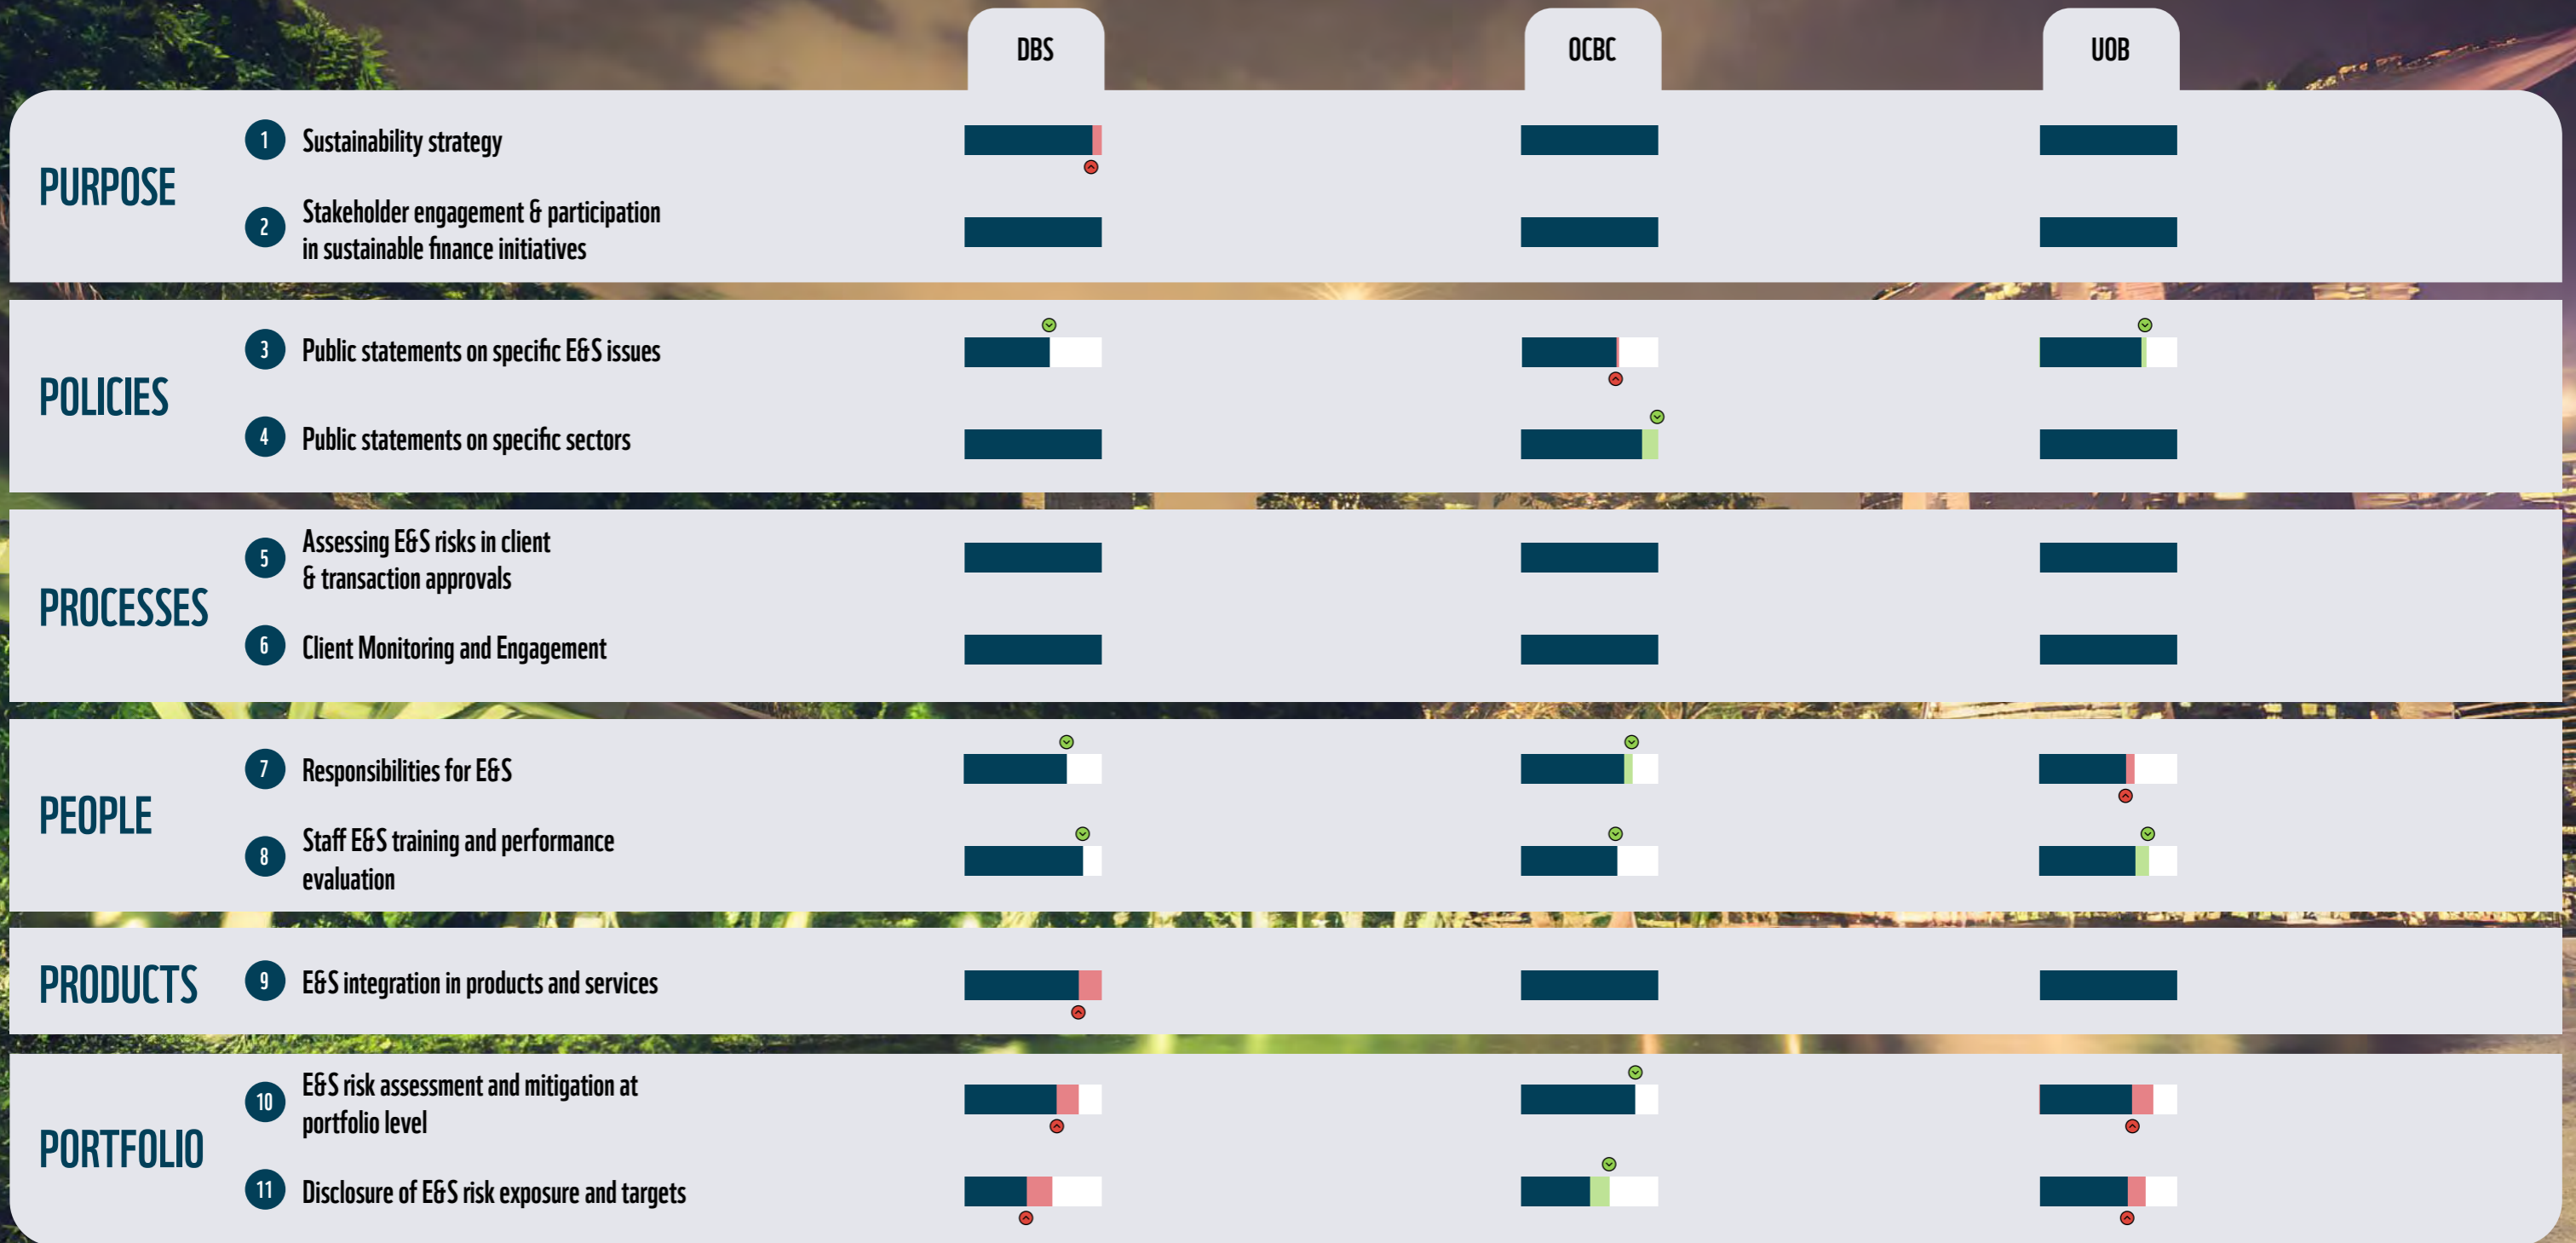 DBS
OCBC
UOB
PURPOSE
1 Sustainability strategy
2 Stakeholder engagement & participation
in sustainable finance initiatives
POLICIES
3 Public statements on specific E&S issues
4 Public statements on specific sectors
PROCESSES
5 Assessing E&S risks in client
& transaction approvals
6 Client Monitoring and Engagement
PEOPLE
7 Responsibilities for E&S
8 Staff E&S training and performance
evaluation
PRODUCTS
9 E&S integration in products and services
PORTFOLIO
10 E&S risk assessment and mitigation at
portfolio level
11 Disclosure of E&S risk exposure and targets